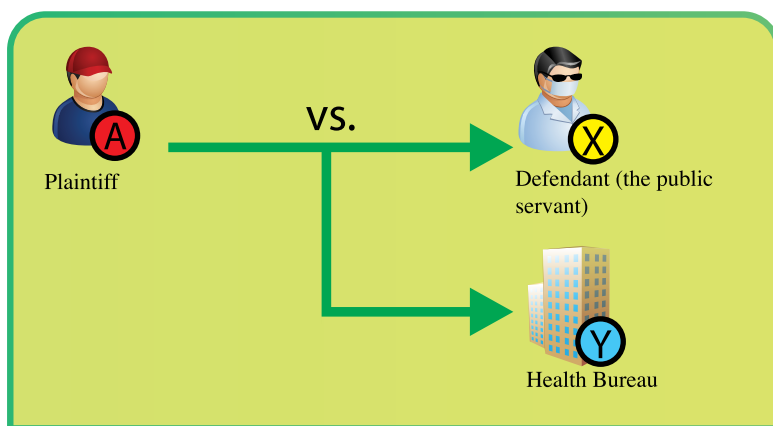 vs.
A
X
Plaintiff
Defendant (the public
servant)
Y
Health Bureau